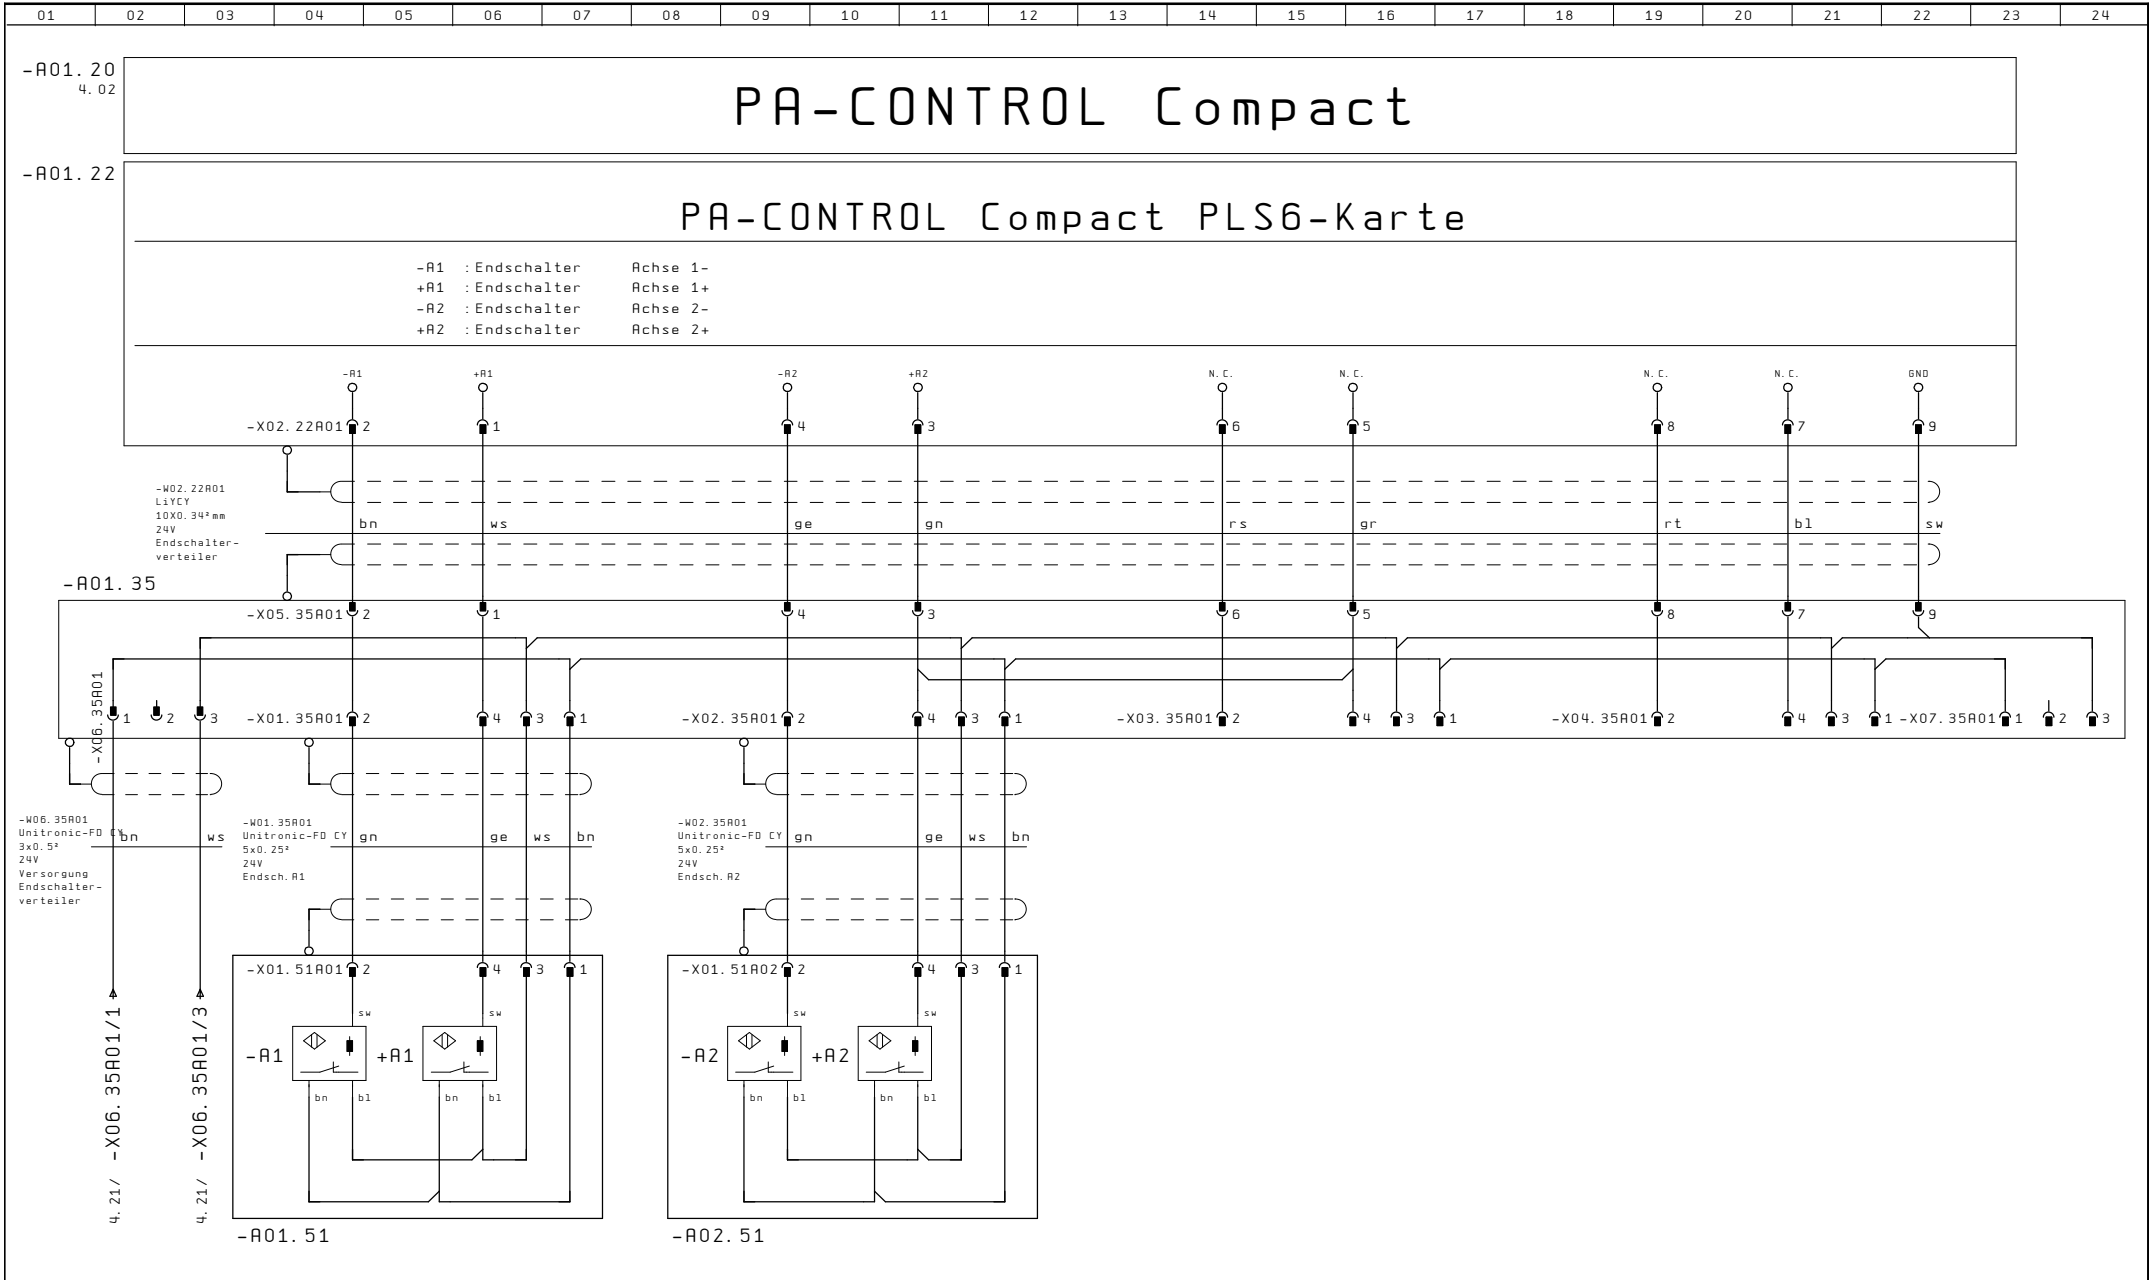 01 02 03 04 05 06 07 08 09 10 11 12 13 14 15 16 17 18 19 20 21 22 23 24
-A01.20
4.02
PA-CONTROL Compact
-A01.22
PA-CONTROL Compact PLS6-Karte
-A1 :Endschalter Achse 1-
+A1 :Endschalter Achse 1+
-A2 :Endschalter Achse 2-
+A2 :Endschalter Achse 2+
-A1 +A1 -A2 +A2 N.C. N.C. N.C. N.C. GND
-X02.22A01 2 1 4 3 6 5 8 7 9
-W02.22A01
LiYCY
10X0.34²mm
24V
Endschalter-
verteiler
bn ws ge gn rs gr rt bl sw
-A01.35
-X05.35A01 2 1 4 3 6 5 8 7 9
-X06.35A01
1 2 3 -X01.35A01 2 4 3 1 -X02.35A01 2 4 3 1 -X03.35A01 2 4 3 1 -X04.35A01 2 4 3 1 -X07.35A01 1 2 3
-W06.35A01
Unitronic-FD CY
3x0.5²
24V
Versorgung
Endschalter-
verteiler
bn ws
-W01.35A01
Unitronic-FD CY
5x0.25²
24V
Endsch.A1
gn ge ws bn
-W02.35A01
Unitronic-FD CY
5x0.25²
24V
Endsch.A2
gn ge ws bn
-X01.51A01 2 4 3 1
-X01.51A02 2 4 3 1
sw sw sw sw
-A1 +A1 -A2 +A2
bn bl bn bl bn bl bn bl
4.21/ -X06.35A01/1
4.21/ -X06.35A01/3
-A01.51
-A02.51